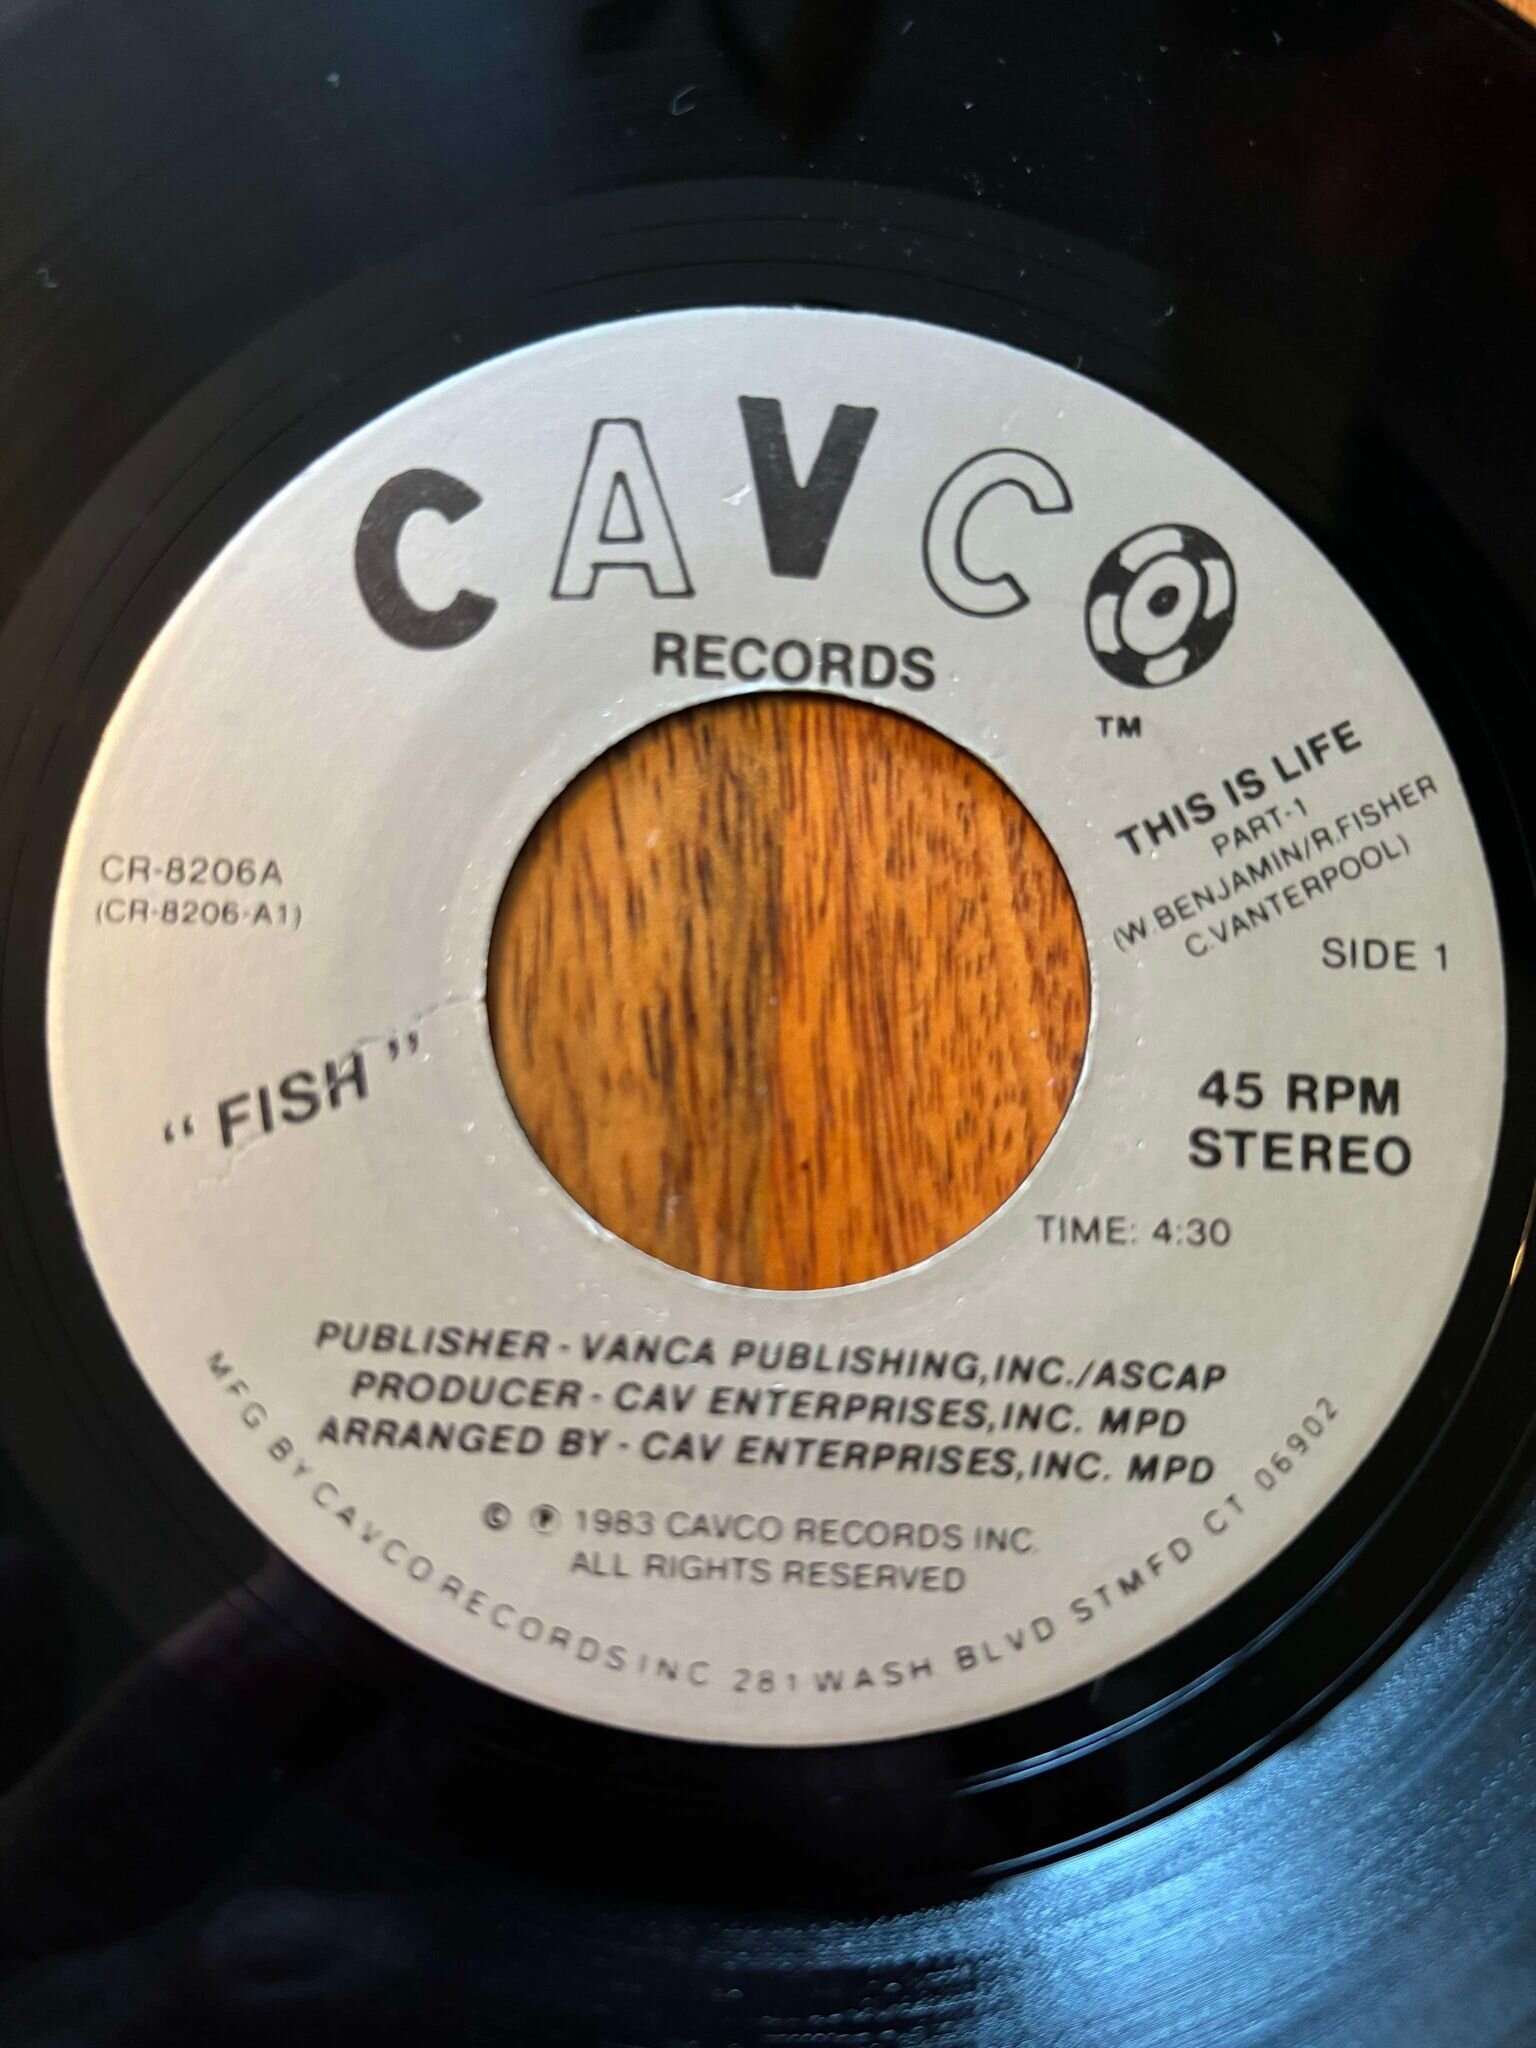 CAVCO
RECORDS
TM
THIS IS LIFE
PART-1
(W.BENJAMIN/R.FISHER
C.VANTERPOOL)
SIDE 1
CR-8206A
(CR-8206-A1)
"FISH"
45 RPM
STEREO
TIME: 4:30
PUBLISHER - VANCA PUBLISHING,INC./ASCAP
PRODUCER - CAV ENTERPRISES,INC. MPD
ARRANGED BY - CAV ENTERPRISES,INC. MPD
© ℗ 1983 CAVCO RECORDS INC.
ALL RIGHTS RESERVED
MFG BY CAVCO RECORDS INC 281 WASH BLVD STMFD CT 06902